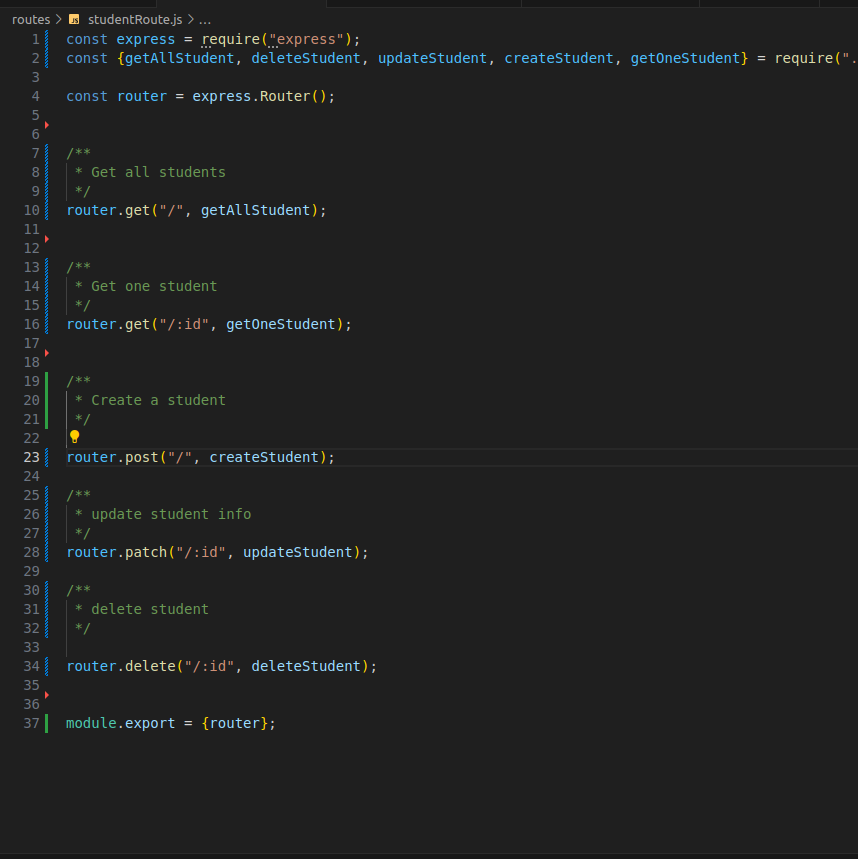 routes > JS studentRoute.js > ...
1 const express = require("express");
2 const {getAllStudent, deleteStudent, updateStudent, createStudent, getOneStudent} = require(".
3
4 const router = express.Router();
5
6
7 /**
8 * Get all students
9 */
10 router.get("/", getAllStudent);
11
12
13 /**
14 * Get one student
15 */
16 router.get("/:id", getOneStudent);
17
18
19 /**
20 * Create a student
21 */
22
23 router.post("/", createStudent);
24
25 /**
26 * update student info
27 */
28 router.patch("/:id", updateStudent);
29
30 /**
31 * delete student
32 */
33
34 router.delete("/:id", deleteStudent);
35
36
37 module.export = {router};